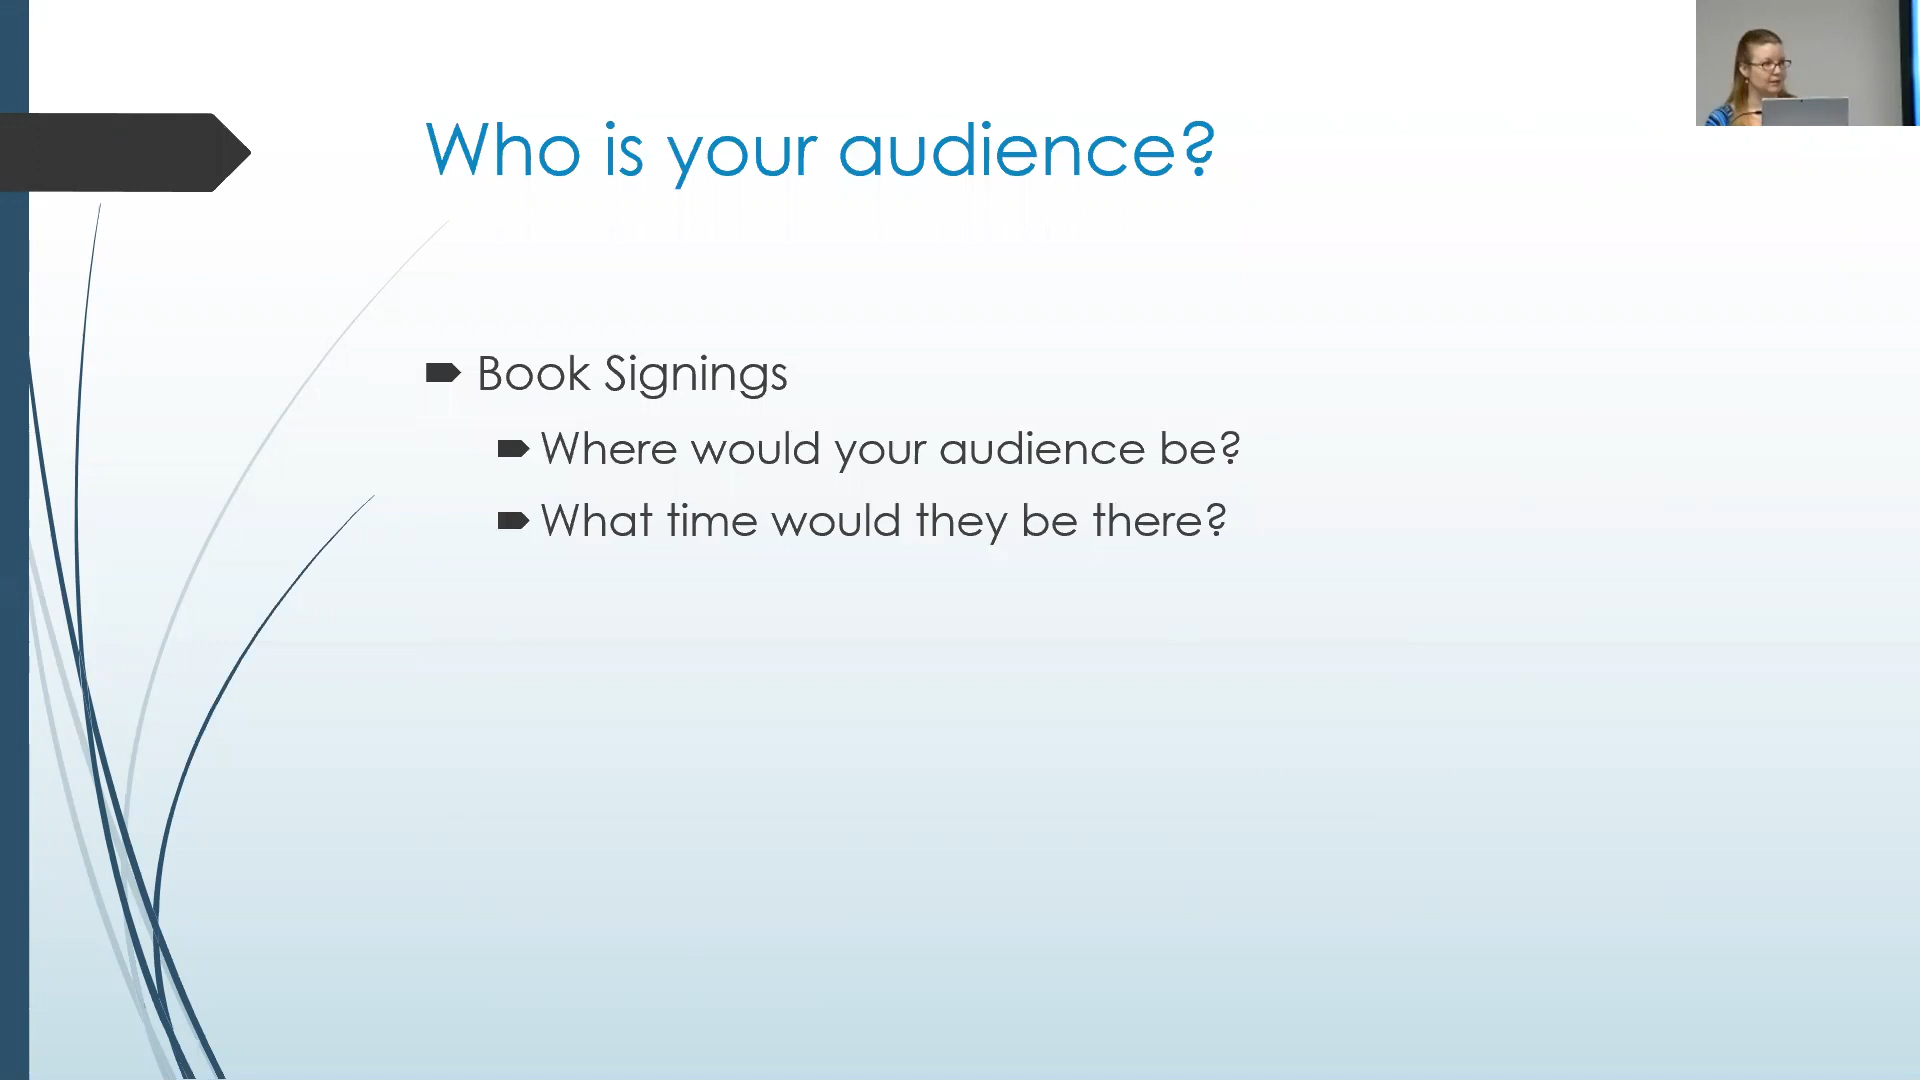 Who is your audience?
Book Signings
Where would your audience be?
What time would they be there?